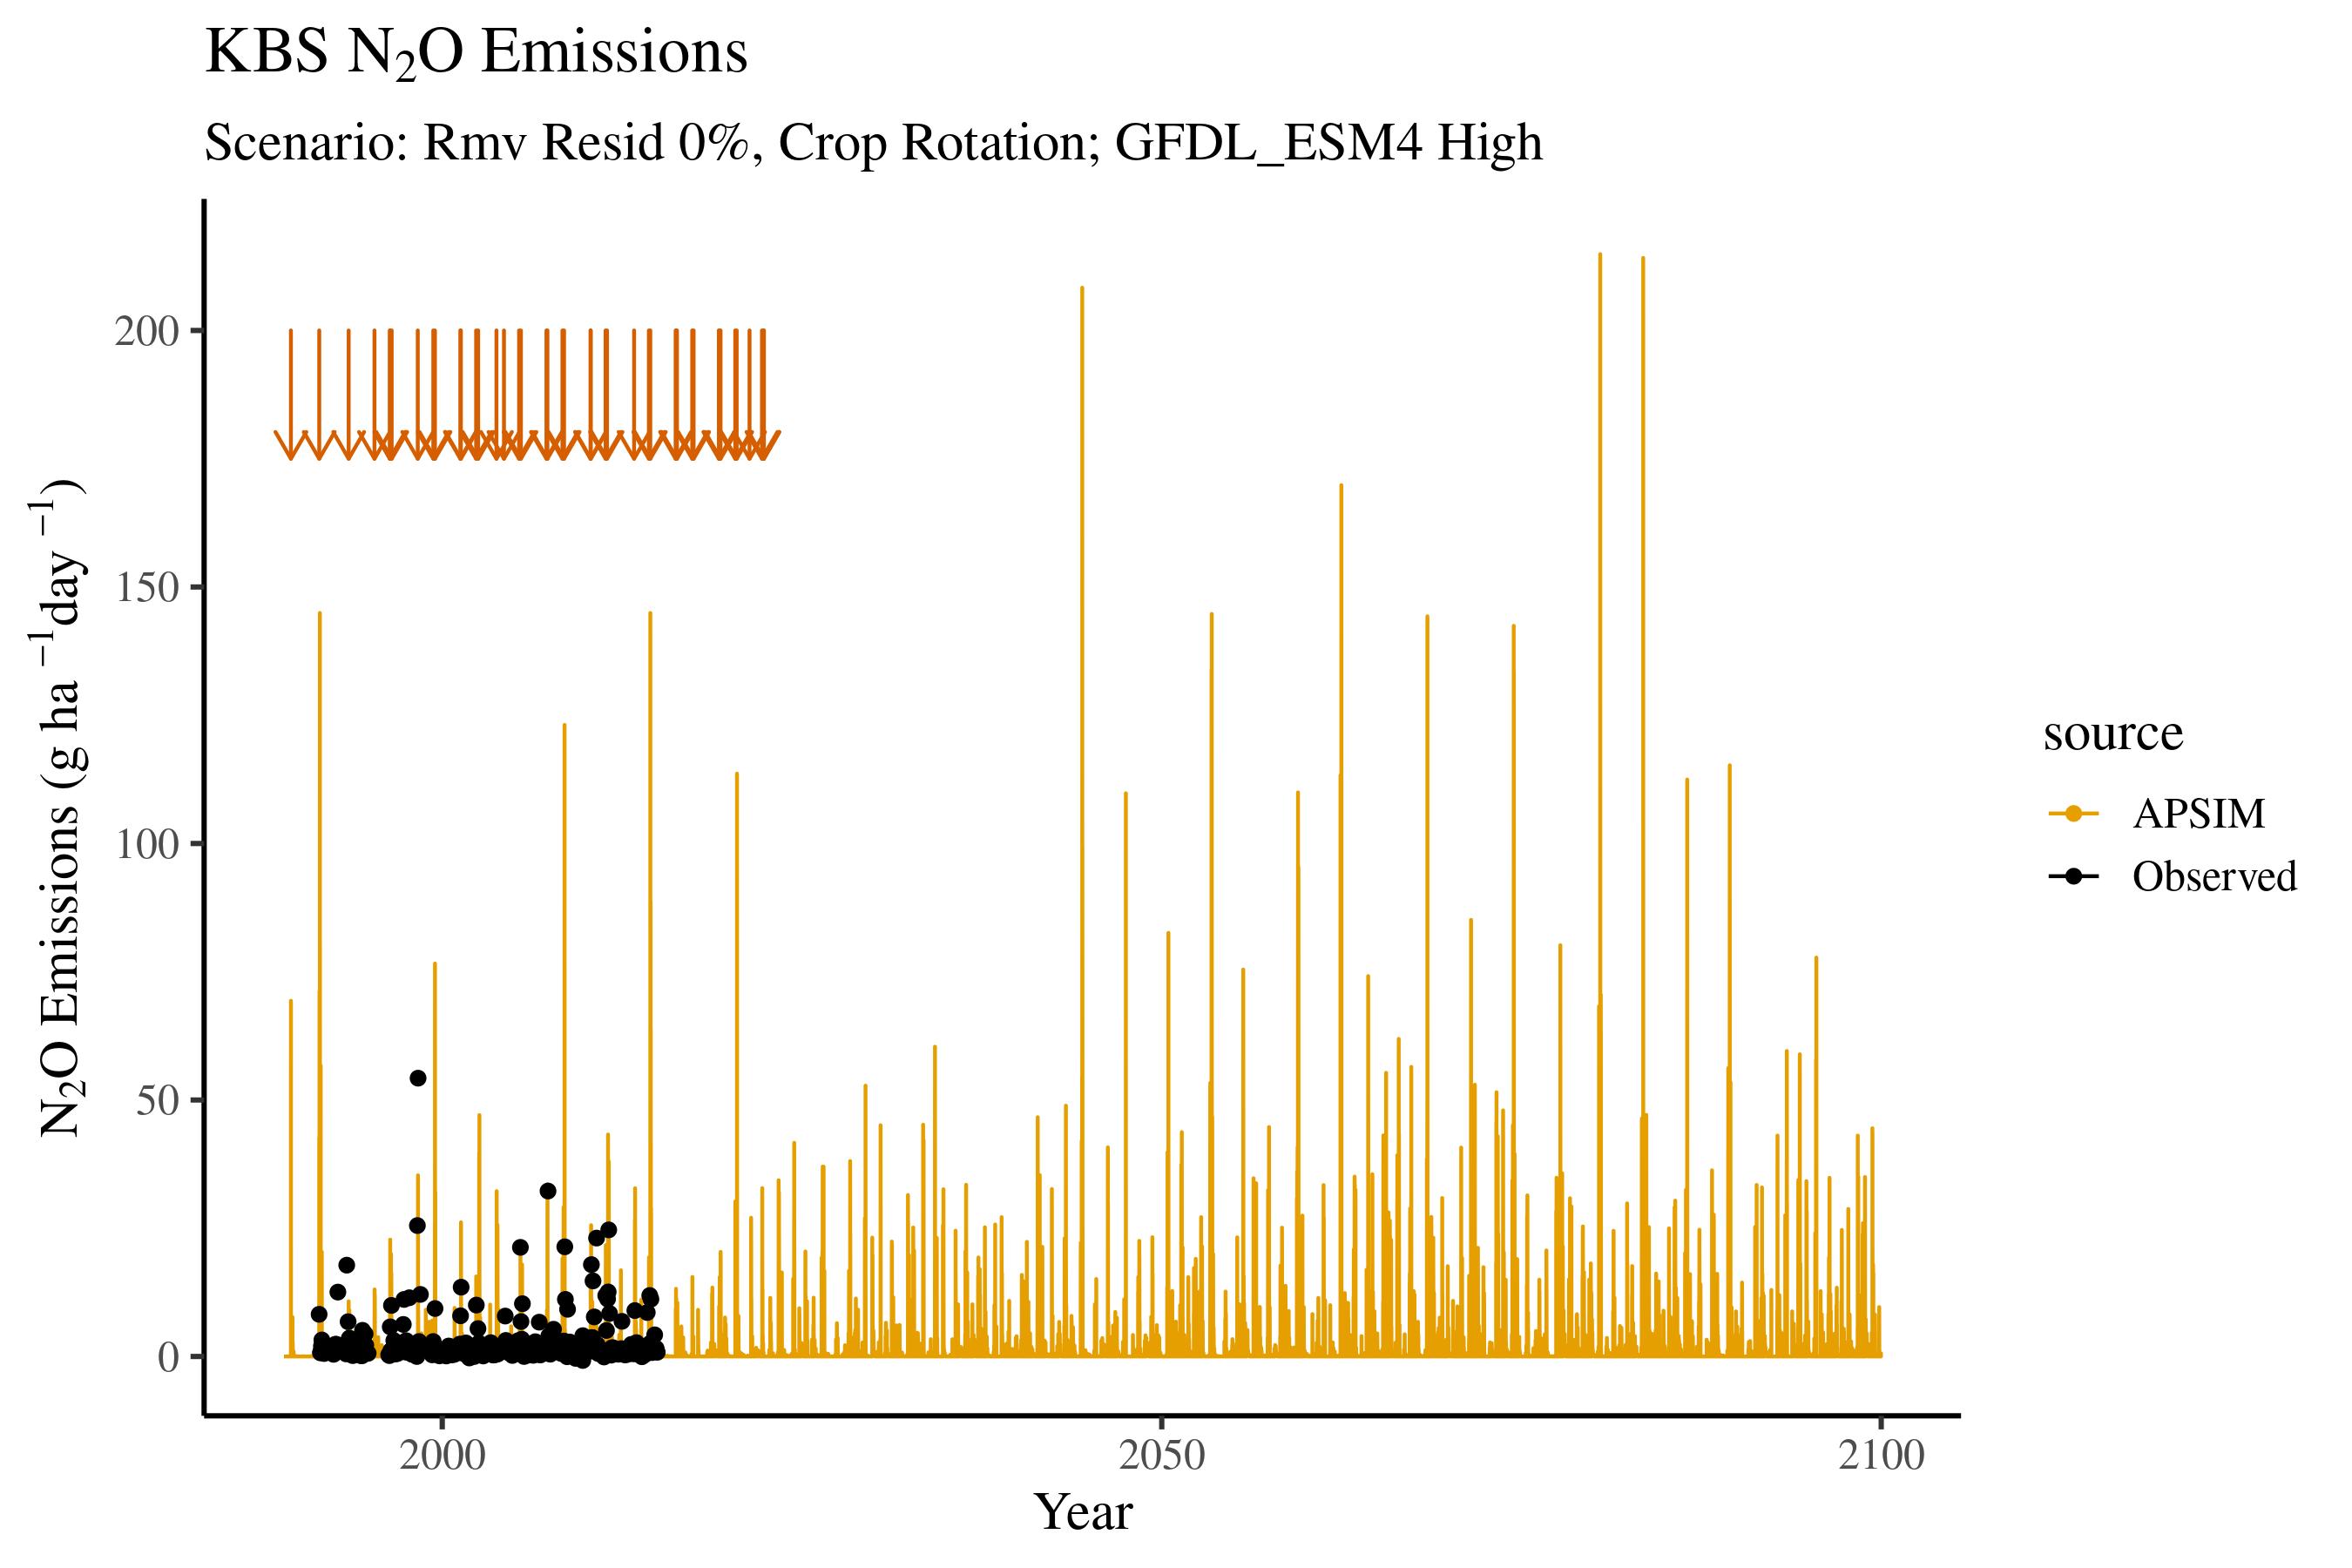 KBS N₂O Emissions
Scenario: Rmv Resid 0%, Crop Rotation; GFDL_ESM4 High
N₂O Emissions (g ha ⁻¹day ⁻¹)
200
150
100
50
0
2000 2050 2100
Year
source
APSIM
Observed